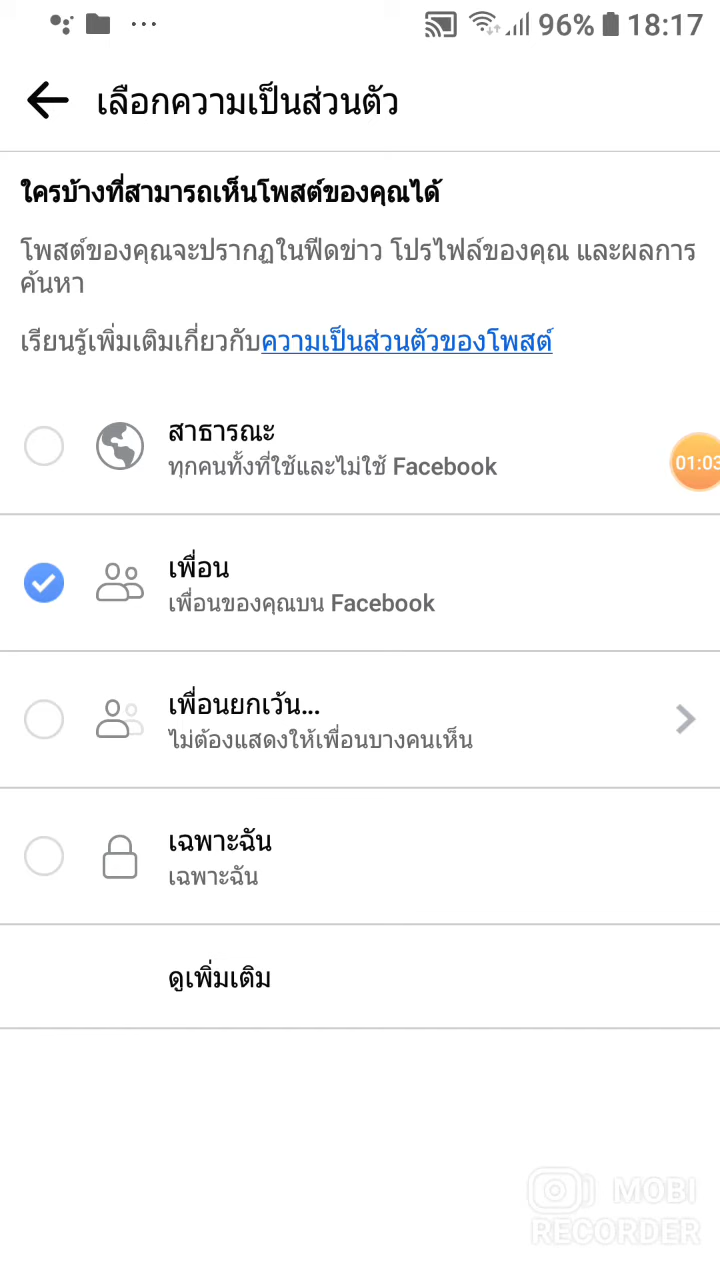 96% 18:17
เลือกความเป็นส่วนตัว
ใครบ้างที่สามารถเห็นโพสต์ของคุณได้
โพสต์ของคุณจะปรากฏในฟีดข่าว โปรไฟล์ของคุณ และผลการ
ค้นหา
เรียนรู้เพิ่มเติมเกี่ยวกับความเป็นส่วนตัวของโพสต์
สาธารณะ
ทุกคนทั้งที่ใช้และไม่ใช้ Facebook
01:03
เพื่อน
เพื่อนของคุณบน Facebook
เพื่อนยกเว้น...
ไม่ต้องแสดงให้เพื่อนบางคนเห็น
เฉพาะฉัน
เฉพาะฉัน
ดูเพิ่มเติม
MOBI
RECORDER